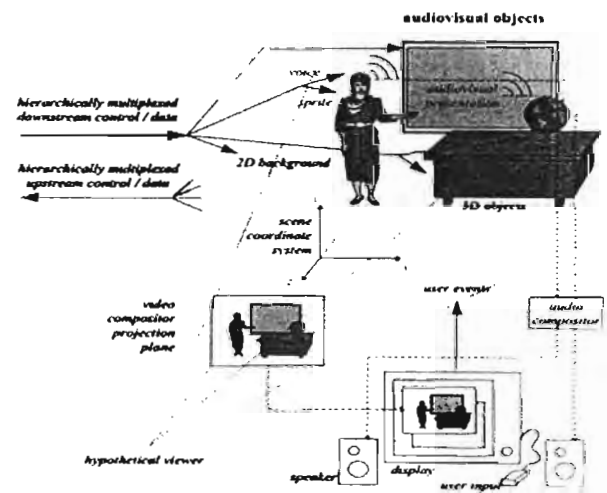 audiovisual objects
voice
sprite
audiovisual
presentation
hierarchically multiplexed
downstream control / data
2D background
hierarchically multiplexed
upstream control / data
3D objects
scene
coordinate
system
user events
video
compositor
projection
plane
audio
compositor
hypothetical viewer
speaker
display
user input